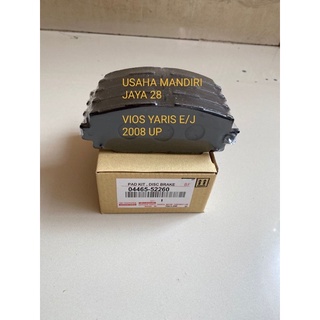 USAHA MANDIRI
JAYA 28
VIOS YARIS E/J
2008 UP
PAD KIT, DISC BRAKE
04465-52260